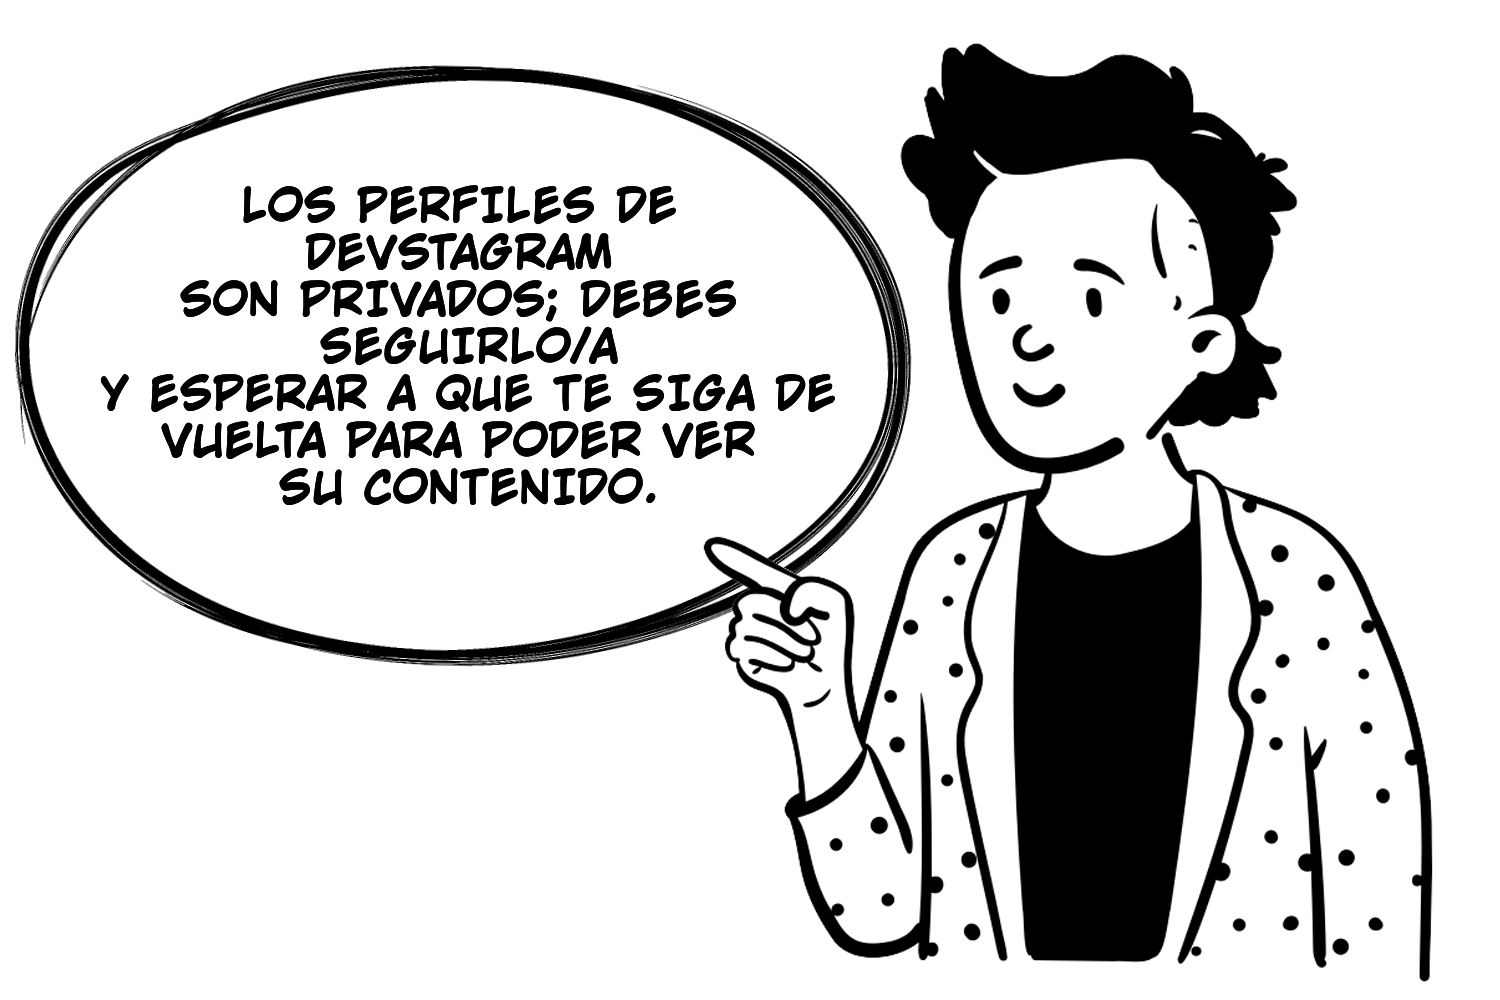 LOS PERFILES DE
DEVSTAGRAM
SON PRIVADOS; DEBES
SEGUIRLO/A
Y ESPERAR A QUE TE SIGA DE
VUELTA PARA PODER VER
SU CONTENIDO.